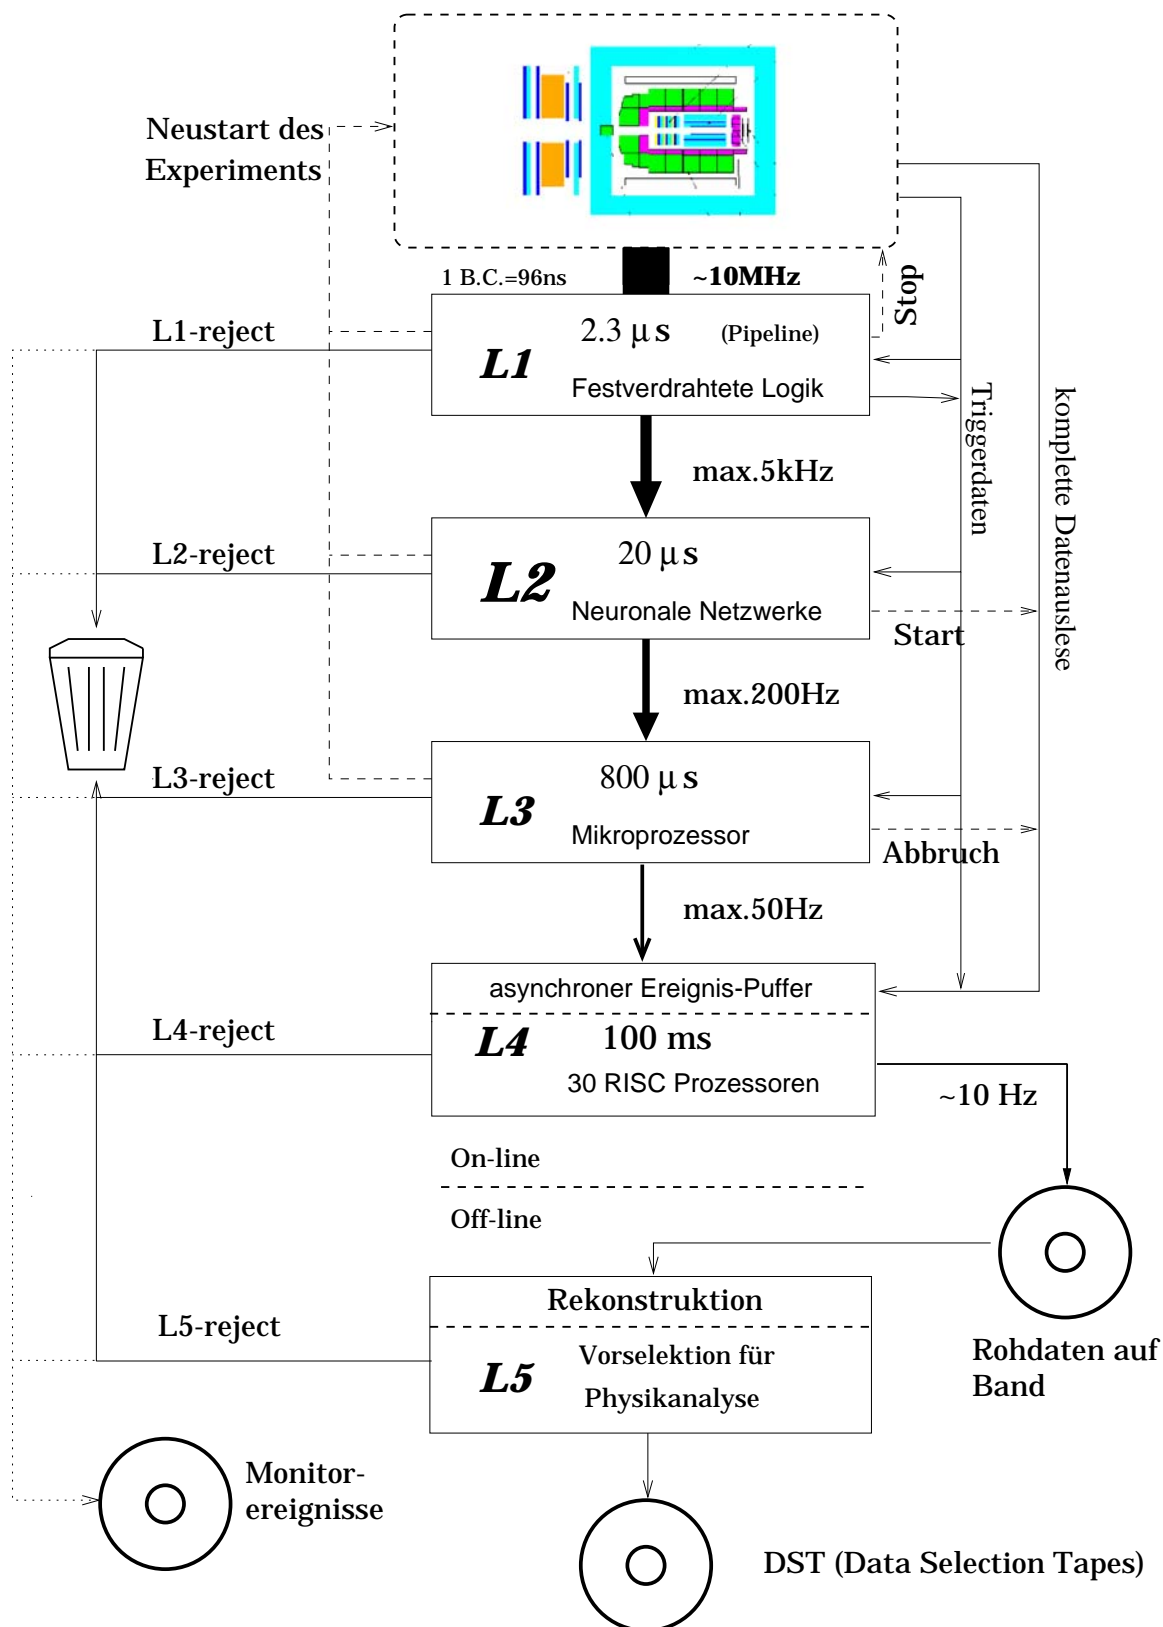 Neustart des
Experiments
1 B.C.=96ns
~10MHz
Stop
L1-reject
2.3 µs
(Pipeline)
L1
Festverdrahtete Logik
Triggerdaten
komplette Datenauslese
max.5kHz
L2-reject
20 µs
L2
Neuronale Netzwerke
Start
max.200Hz
L3-reject
800 µs
L3
Mikroprozessor
Abbruch
max.50Hz
asynchroner Ereignis-Puffer
L4-reject
L4
100 ms
30 RISC Prozessoren
~10 Hz
On-line
Off-line
Rekonstruktion
L5-reject
L5
Vorselektion für
Physikanalyse
Rohdaten auf
Band
Monitor-
ereignisse
DST (Data Selection Tapes)